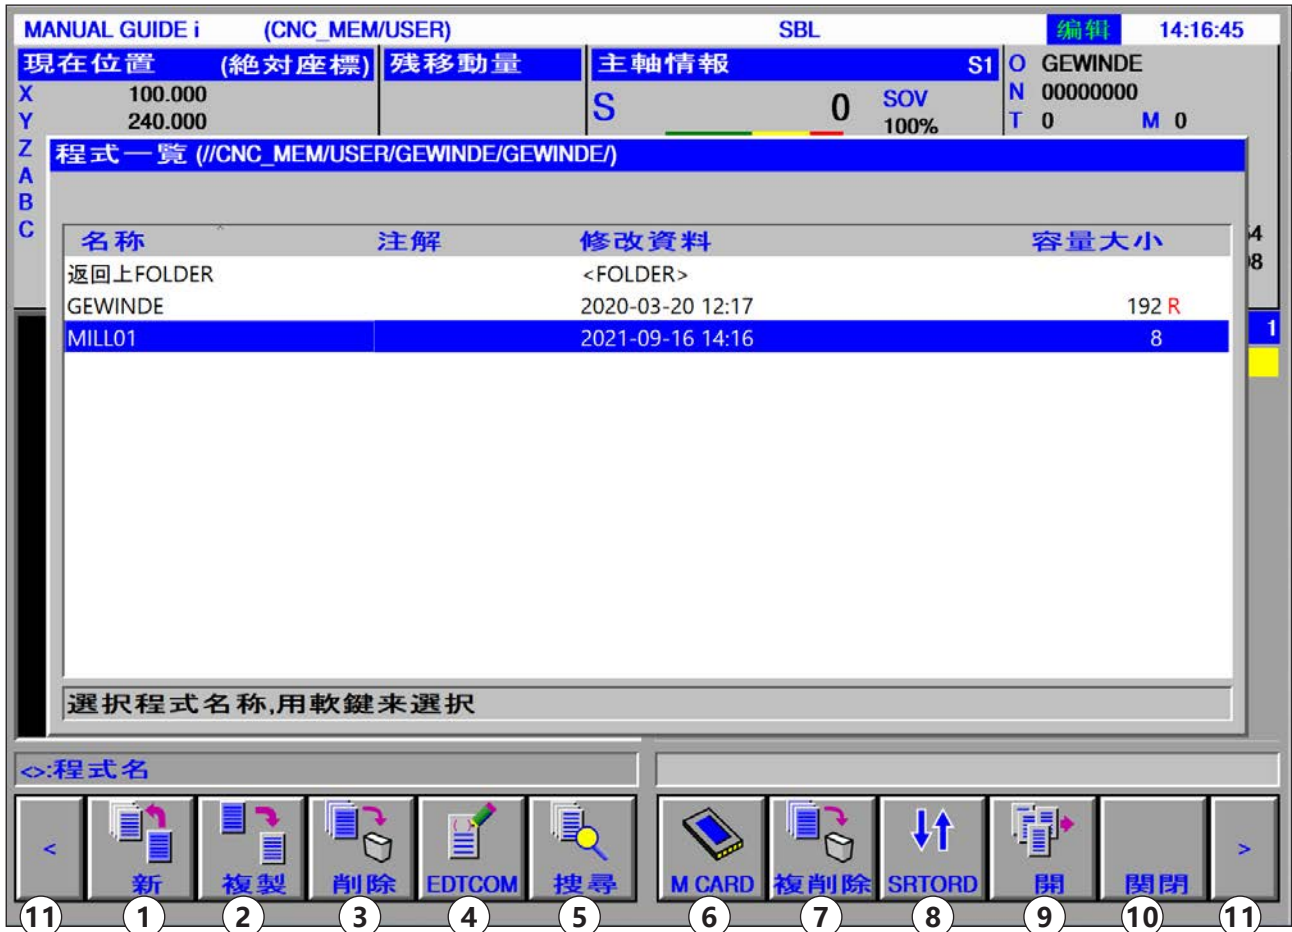 MANUAL GUIDE i (CNC_MEM/USER) SBL 编辑 14:16:45
現在位置 (絶対座標) 残移動量 主軸情報 S1 O GEWINDE
X 100.000 S 0 SOV N 00000000
Y 240.000 100% T 0 M 0
Z 程式一覧 (//CNC_MEM/USER/GEWINDE/GEWINDE/)
A
B
C 名称 ^ 注解 修改資料 容量大小 4
返回上FOLDER <FOLDER> 8
GEWINDE 2020-03-20 12:17 192 R
MILL01 2021-09-16 14:16 8 1
選択程式名称,用軟鍵来選択
<>:程式名
< 新 複製 削除 EDTCOM 搜尋 M CARD 複削除 SRTORD 開 関閉 >
11 1 2 3 4 5 6 7 8 9 10 11